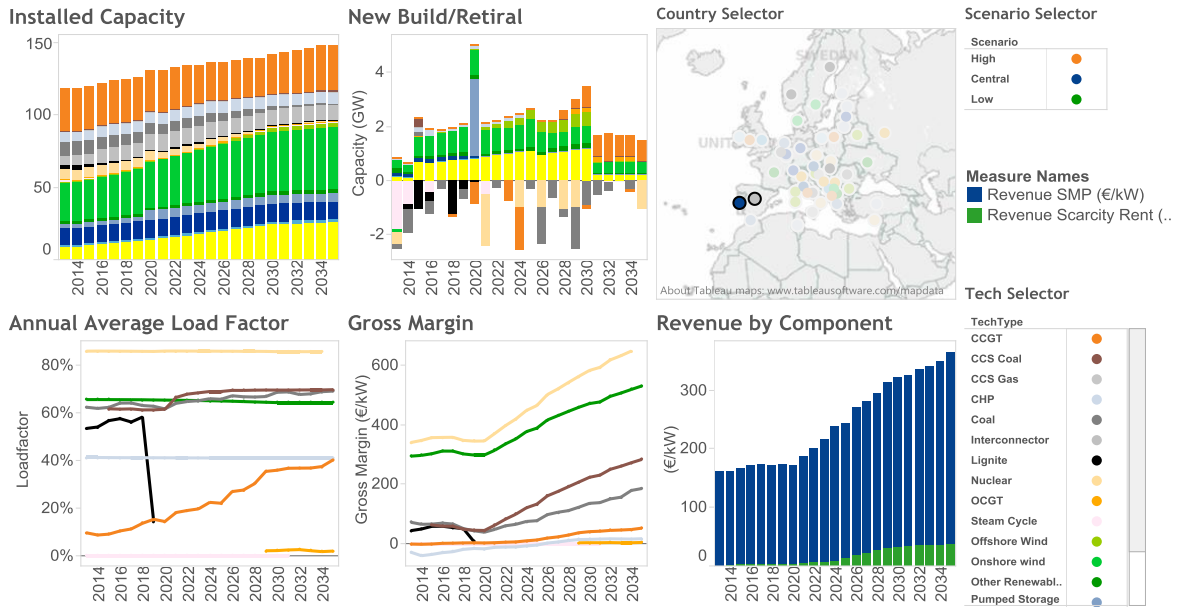 Installed Capacity
150
100
50
0
2014
2016
2018
2020
2022
2024
2026
2028
2030
2032
2034
New Build/Retiral
Capacity (GW)
4
2
0
-2
2014
2016
2018
2020
2022
2024
2026
2028
2030
2032
2034
Country Selector
SWEDEN
UNIT
About Tableau maps: www.tableausoftware.com/mapdata
Scenario Selector
Scenario
High
Central
Low
Measure Names
Revenue SMP (€/kW)
Revenue Scarcity Rent (..
Annual Average Load Factor
Loadfactor
80%
60%
40%
20%
0%
2014
2016
2018
2020
2022
2024
2026
2028
2030
2032
2034
Gross Margin
Gross Margin (€/kW)
600
400
200
0
2014
2016
2018
2020
2022
2024
2026
2028
2030
2032
2034
Revenue by Component
(€/kW)
300
200
100
0
2014
2016
2018
2020
2022
2024
2026
2028
2030
2032
2034
Tech Selector
TechType
CCGT
CCS Coal
CCS Gas
CHP
Coal
Interconnector
Lignite
Nuclear
OCGT
Steam Cycle
Offshore Wind
Onshore wind
Other Renewabl..
Pumped Storage